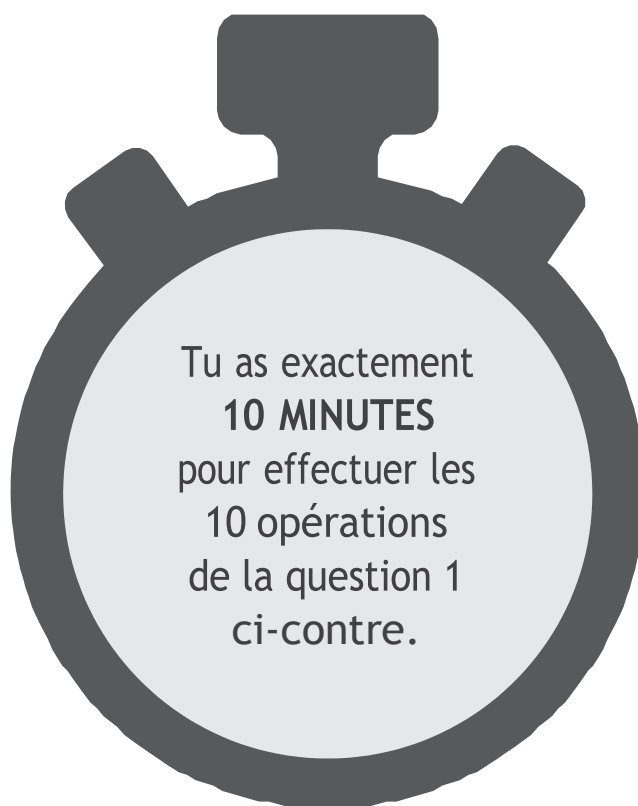 Tu as exactement
10 MINUTES
pour effectuer les
10 opérations
de la question 1
ci-contre.